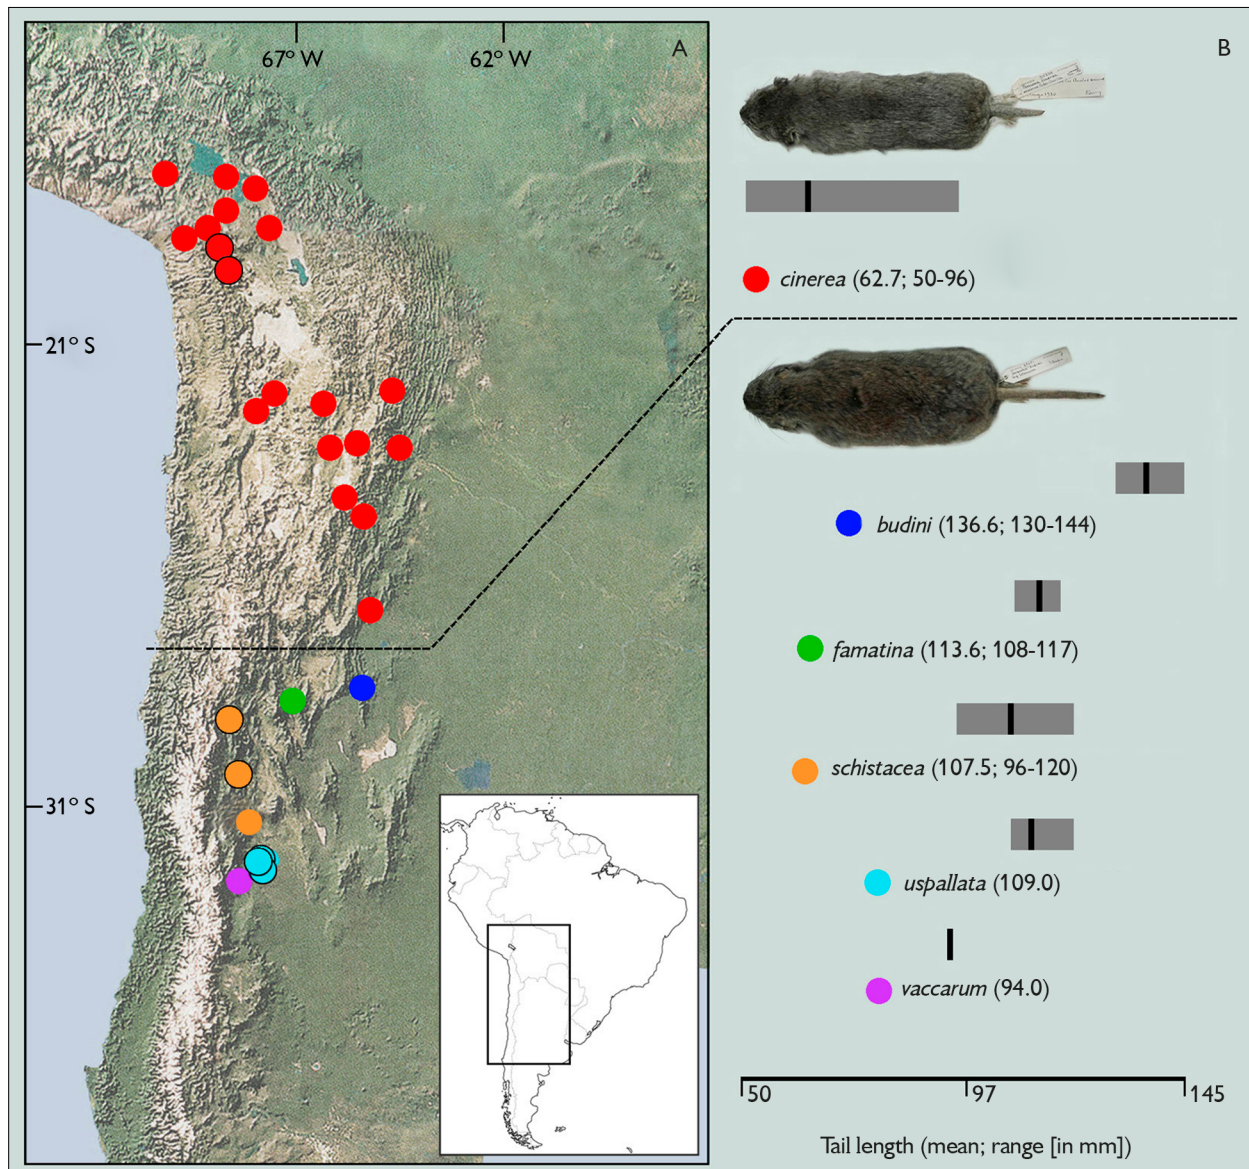 A
67° W
62° W
21° S
31° S
B
cinerea (62.7; 50-96)
budini (136.6; 130-144)
famatina (113.6; 108-117)
schistacea (107.5; 96-120)
uspallata (109.0)
vaccarum (94.0)
50
97
145
Tail length (mean; range [in mm])